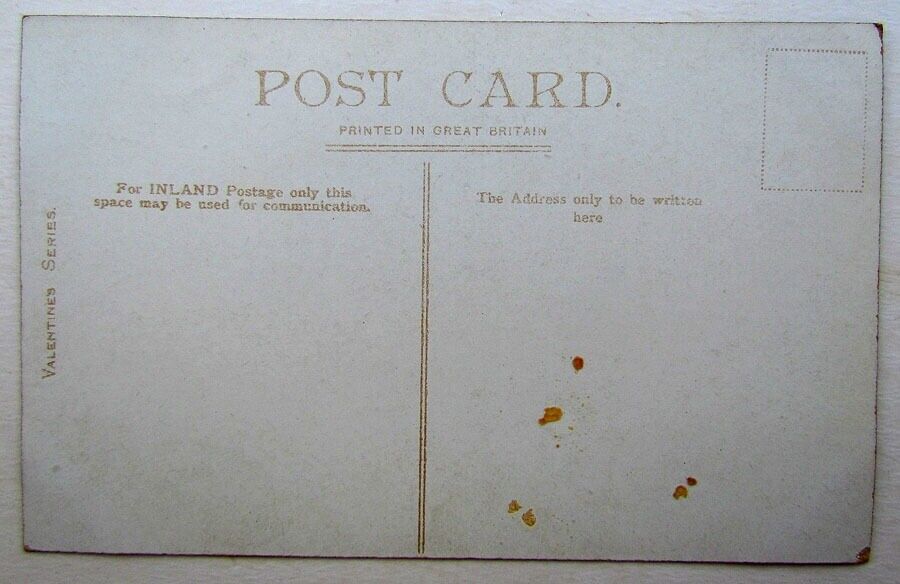 POST CARD.
PRINTED IN GREAT BRITAIN
For INLAND Postage only this
space may be used for communication.
The Address only to be written
here
VALENTINE'S SERIES.